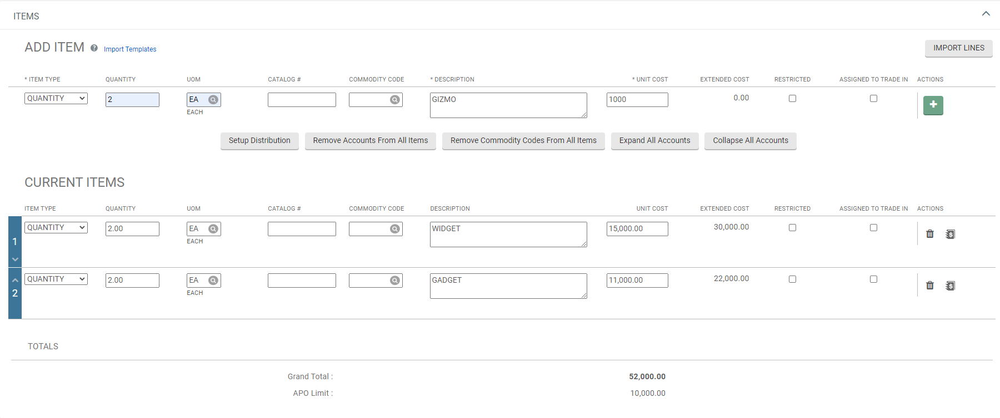 ITEMS
ADD ITEM ? Import Templates IMPORT LINES
* ITEM TYPE QUANTITY UOM CATALOG # COMMODITY CODE * DESCRIPTION * UNIT COST EXTENDED COST RESTRICTED ASSIGNED TO TRADE IN ACTIONS
QUANTITY 2 EA GIZMO 1000 0.00 +
EACH
Setup Distribution Remove Accounts From All Items Remove Commodity Codes From All Items Expand All Accounts Collapse All Accounts
CURRENT ITEMS
ITEM TYPE QUANTITY UOM CATALOG # COMMODITY CODE DESCRIPTION UNIT COST EXTENDED COST RESTRICTED ASSIGNED TO TRADE IN ACTIONS
1 QUANTITY 2.00 EA WIDGET 15,000.00 30,000.00 $
EACH
2 QUANTITY 2.00 EA GADGET 11,000.00 22,000.00 $
EACH
TOTALS
Grand Total : 52,000.00
APO Limit : 10,000.00